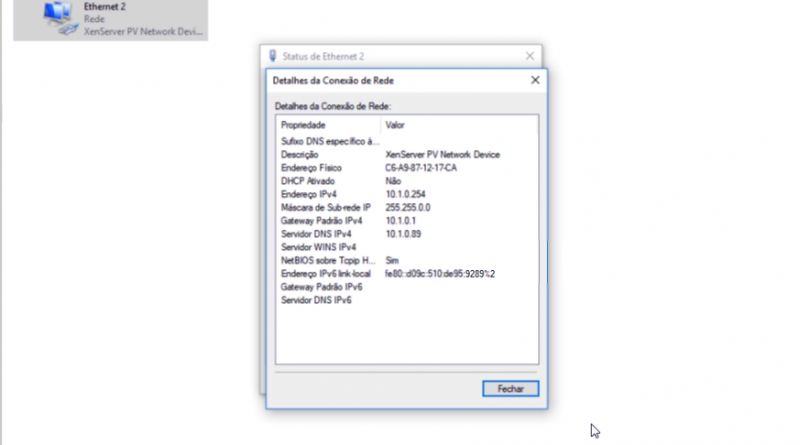 Ethernet 2
Rede
XenServer PV Network Devi...
Status de Ethernet 2
Detalhes da Conexão de Rede
Detalhes da Conexão de Rede:
Propriedade Valor
Sufixo DNS específico à...
Descrição XenServer PV Network Device
Endereço Físico C6-A9-87-12-17-CA
DHCP Ativado Não
Endereço IPv4 10.1.0.254
Máscara de Sub-rede IP 255.255.0.0
Gateway Padrão IPv4 10.1.0.1
Servidor DNS IPv4 10.1.0.89
Servidor WINS IPv4
NetBIOS sobre Tcpip H... Sim
Endereço IPv6 link-local fe80::d09c:510:de95:9289%2
Gateway Padrão IPv6
Servidor DNS IPv6
Fechar